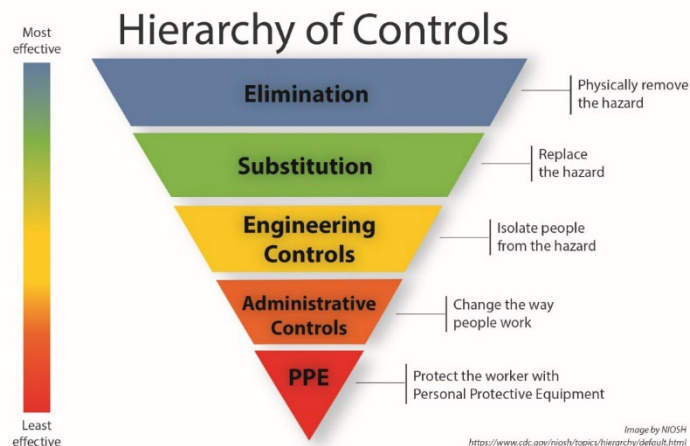 Hierarchy of Controls
Most
effective
Elimination
Physically remove
the hazard
Substitution
Replace
the hazard
Engineering
Controls
Isolate people
from the hazard
Administrative
Controls
Change the way
people work
PPE
Protect the worker with
Personal Protective Equipment
Least
effective
Image by NIOSH
https://www.cdc.gov/niosh/topics/hierarchy/default.html